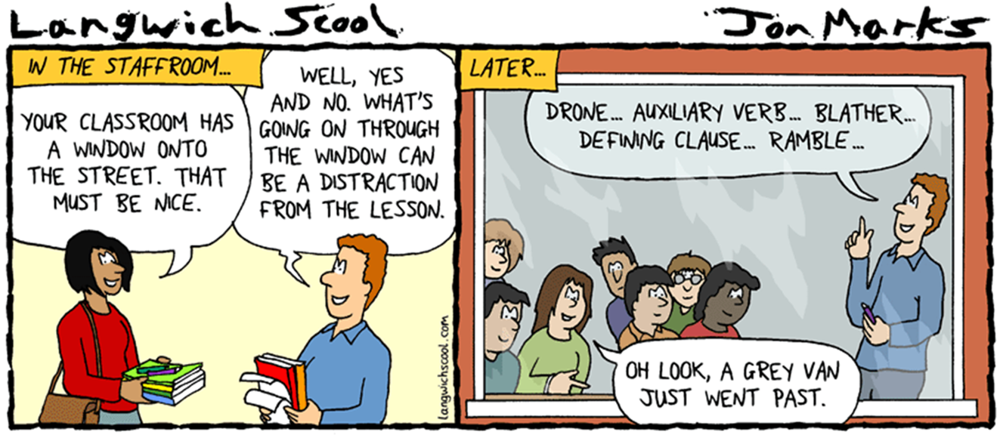 Langwich Scool
Jon Marks
IN THE STAFFROOM...
YOUR CLASSROOM HAS
A WINDOW ONTO
THE STREET. THAT
MUST BE NICE.
WELL, YES
AND NO. WHAT'S
GOING ON THROUGH
THE WINDOW CAN
BE A DISTRACTION
FROM THE LESSON.
langwichscool.com
LATER...
DRONE... AUXILIARY VERB... BLATHER...
DEFINING CLAUSE... RAMBLE...
OH LOOK, A GREY VAN
JUST WENT PAST.